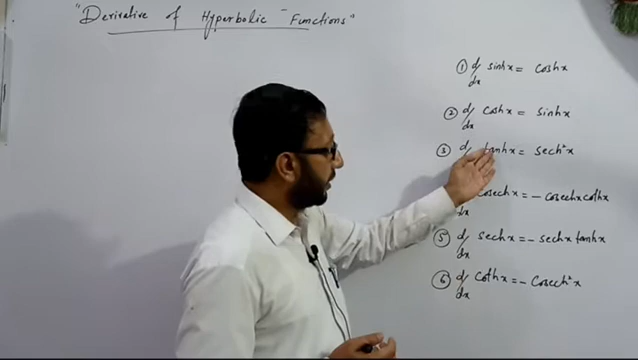 "Derivative of Hyperbolic Functions"
① d/dx sinhx = coshx
② d/dx coshx = sinhx
③ d tanhx = sech²x
cosechx = - cosechx cothx
⑤ d/dx sechx = - sechx tanhx
⑥ d/dx cothx = - cosech²x